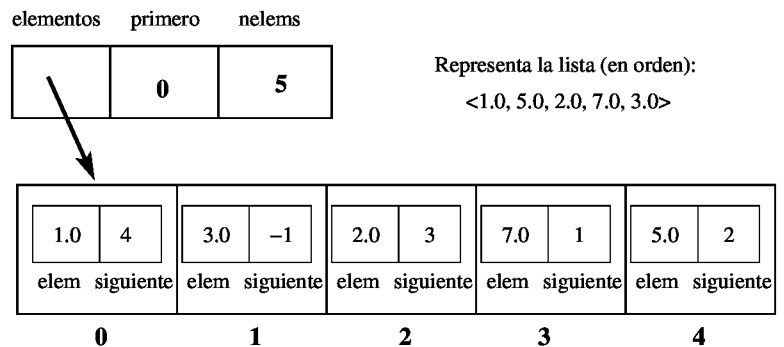 elementos primero nelems
0 5
Representa la lista (en orden):
<1.0, 5.0, 2.0, 7.0, 3.0>
1.0 4 3.0 −1 2.0 3 7.0 1 5.0 2
elem siguiente elem siguiente elem siguiente elem siguiente elem siguiente
0 1 2 3 4